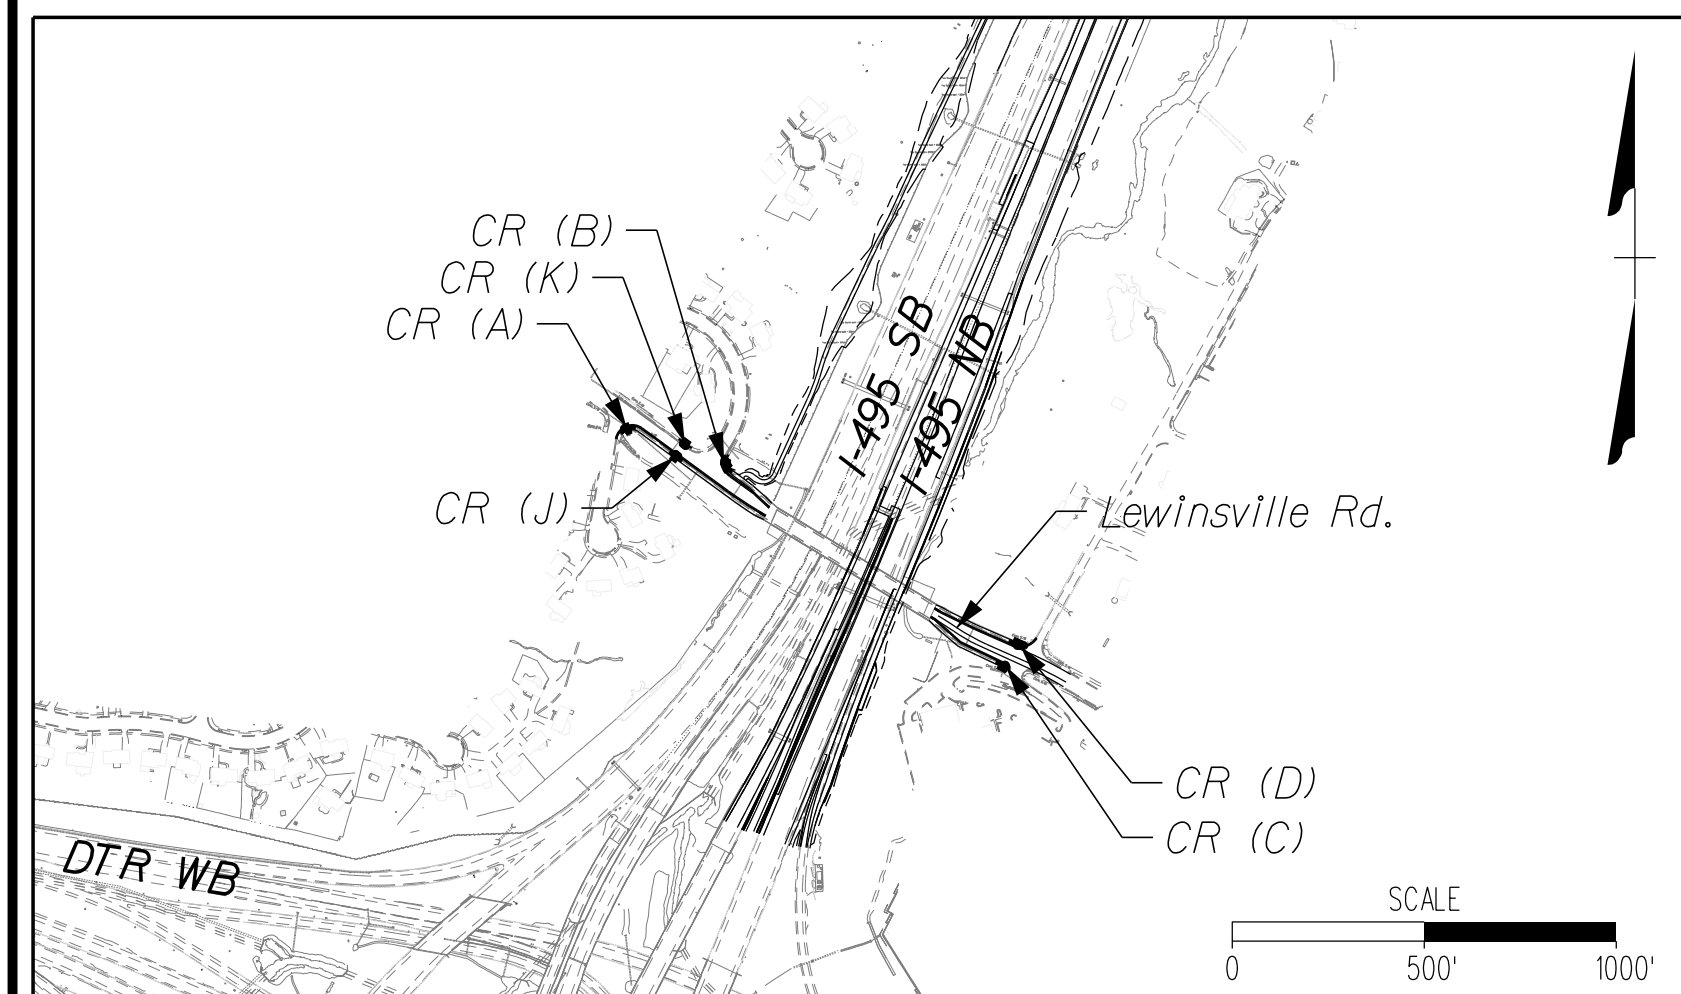 CR (B)
CR (K)
CR (A)
I-495 SB
I-495 NB
CR (J)
Lewinsville Rd.
CR (D)
CR (C)
DTR WB
SCALE
0 500' 1000'